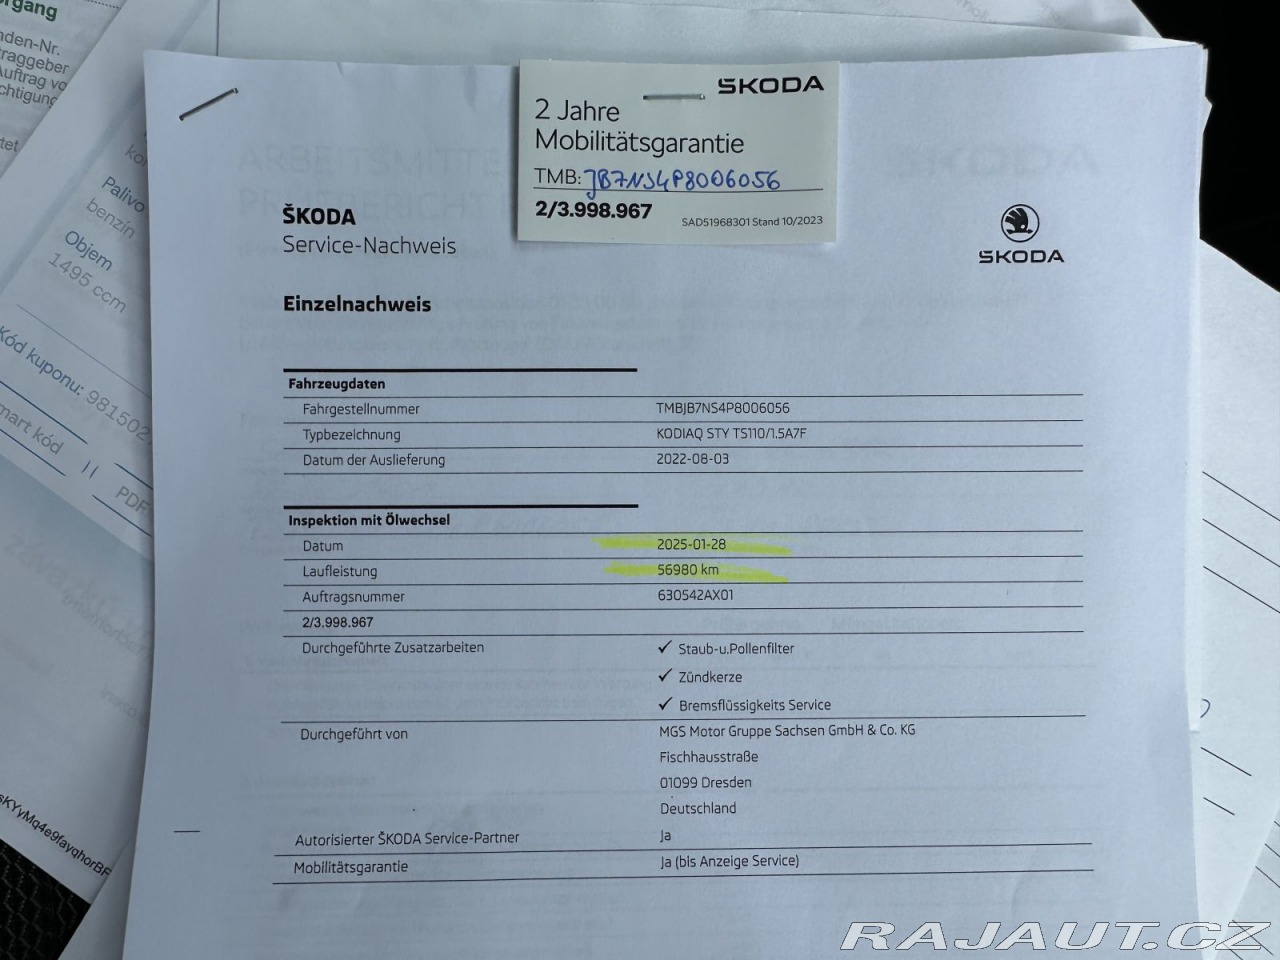 ŠKODA
2 Jahre
Mobilitätsgarantie
TMB: JB7NS4P8006056
2/3.998.967
SAD51968301 Stand 10/2023
ŠKODA
Service-Nachweis
ŠKODA
Einzelnachweis
Fahrzeugdaten
Fahrgestellnummer TMBJB7NS4P8006056
Typbezeichnung KODIAQ STY TS110/1.5A7F
Datum der Auslieferung 2022-08-03
Inspektion mit Ölwechsel
Datum 2025-01-28
Laufleistung 56980 km
Auftragsnummer 630542AX01
2/3.998.967
Durchgeführte Zusatzarbeiten ✓ Staub-u.Pollenfilter
✓ Zündkerze
✓ Bremsflüssigkeits Service
Durchgeführt von MGS Motor Gruppe Sachsen GmbH & Co. KG
Fischhausstraße
01099 Dresden
Deutschland
Autorisierter ŠKODA Service-Partner Ja
Mobilitätsgarantie Ja (bis Anzeige Service)
Palivo
benzín
Objem
1495 ccm
Kód kuponu:
kód
PDF
RAJAUT.CZ